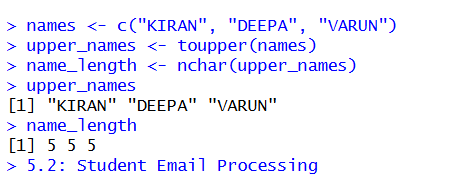 > names <- c("KIRAN", "DEEPA", "VARUN")
> upper_names <- toupper(names)
> name_length <- nchar(upper_names)
> upper_names
[1] "KIRAN" "DEEPA" "VARUN"
> name_length
[1] 5 5 5
> 5.2: Student Email Processing